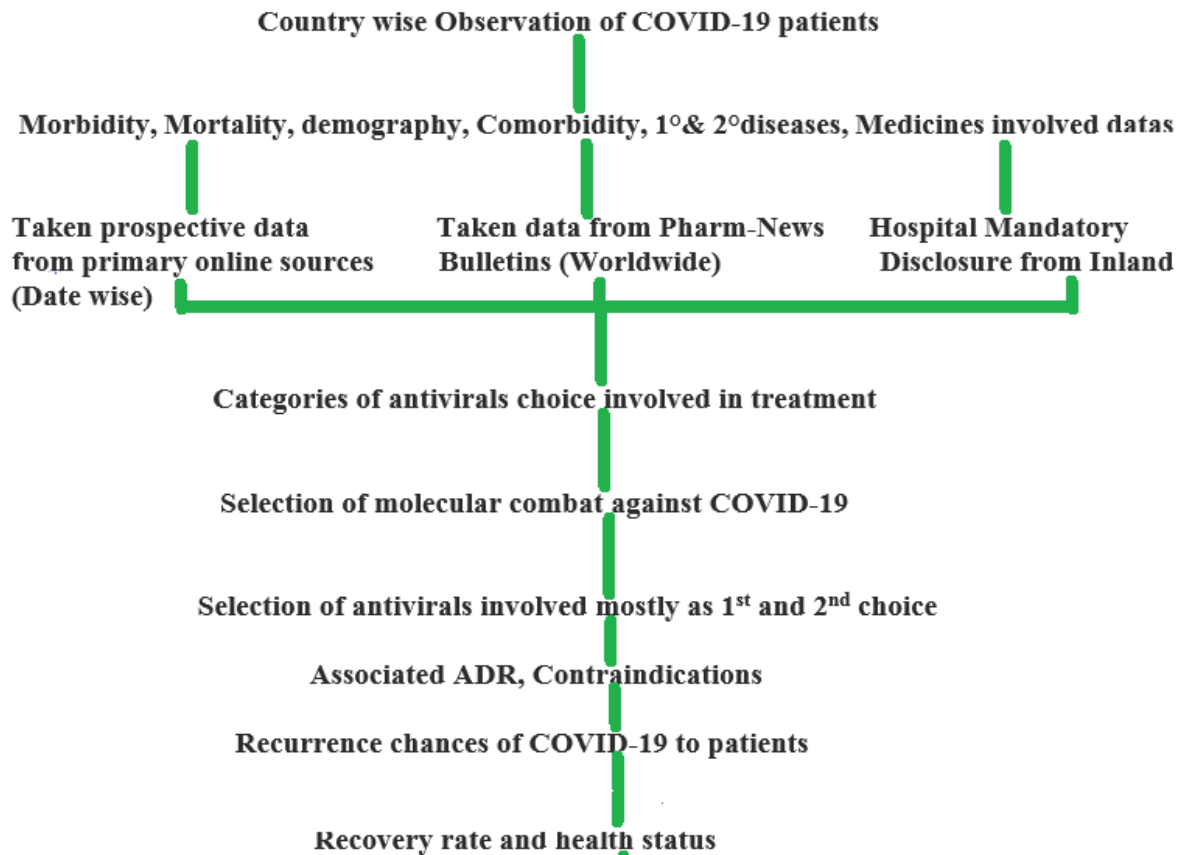 Country wise Observation of COVID-19 patients
Morbidity, Mortality, demography, Comorbidity, 1°& 2°diseases, Medicines involved datas
Taken prospective data
from primary online sources
(Date wise)
Taken data from Pharm-News
Bulletins (Worldwide)
Hospital Mandatory
Disclosure from Inland
Categories of antivirals choice involved in treatment
Selection of molecular combat against COVID-19
Selection of antivirals involved mostly as 1st and 2nd choice
Associated ADR, Contraindications
Recurrence chances of COVID-19 to patients
Recovery rate and health status